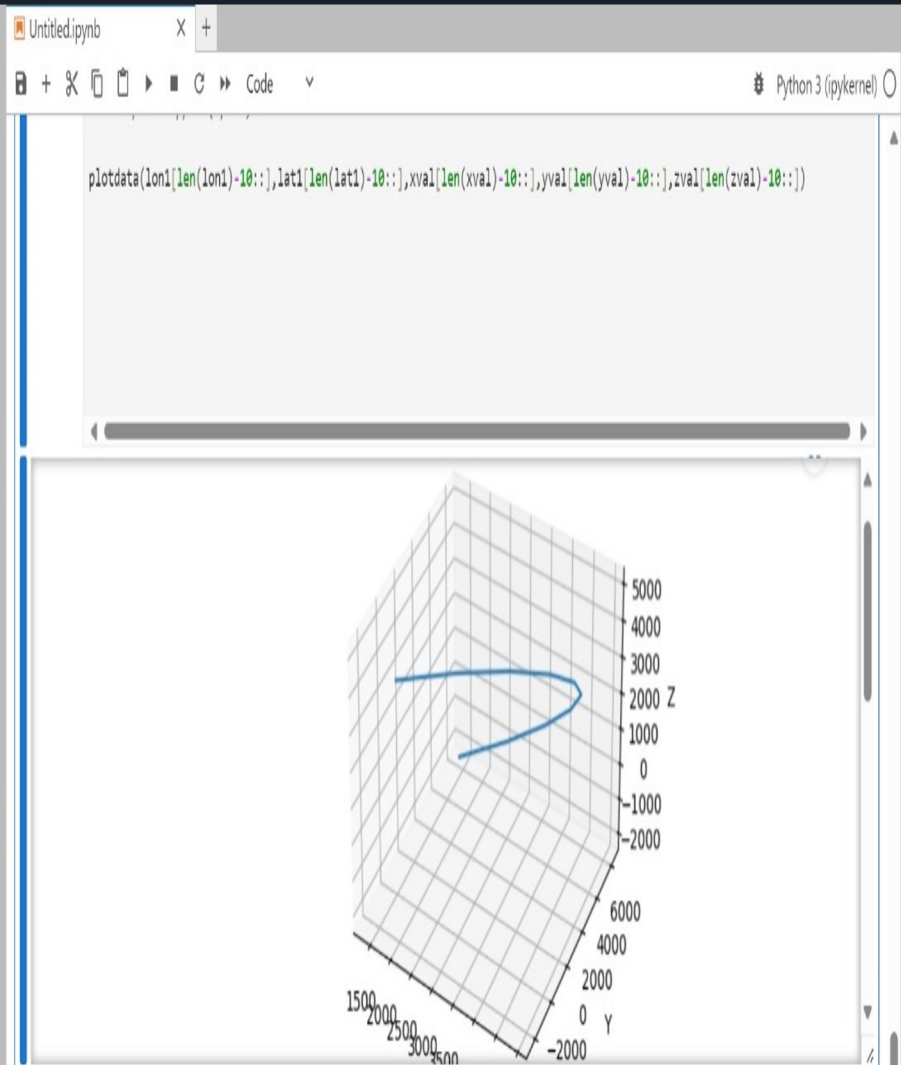 Untitled.ipynb
Code
Python 3 (ipykernel)
plotdata(lon1[len(lon1)-10::],lat1[len(lat1)-10::],xval[len(xval)-10::],yval[len(yval)-10::],zval[len(zval)-10::])
5000
4000
3000
2000 Z
1000
0
−1000
−2000
6000
4000
2000
0 Y
−2000
1500
2000
2500
3000
3500